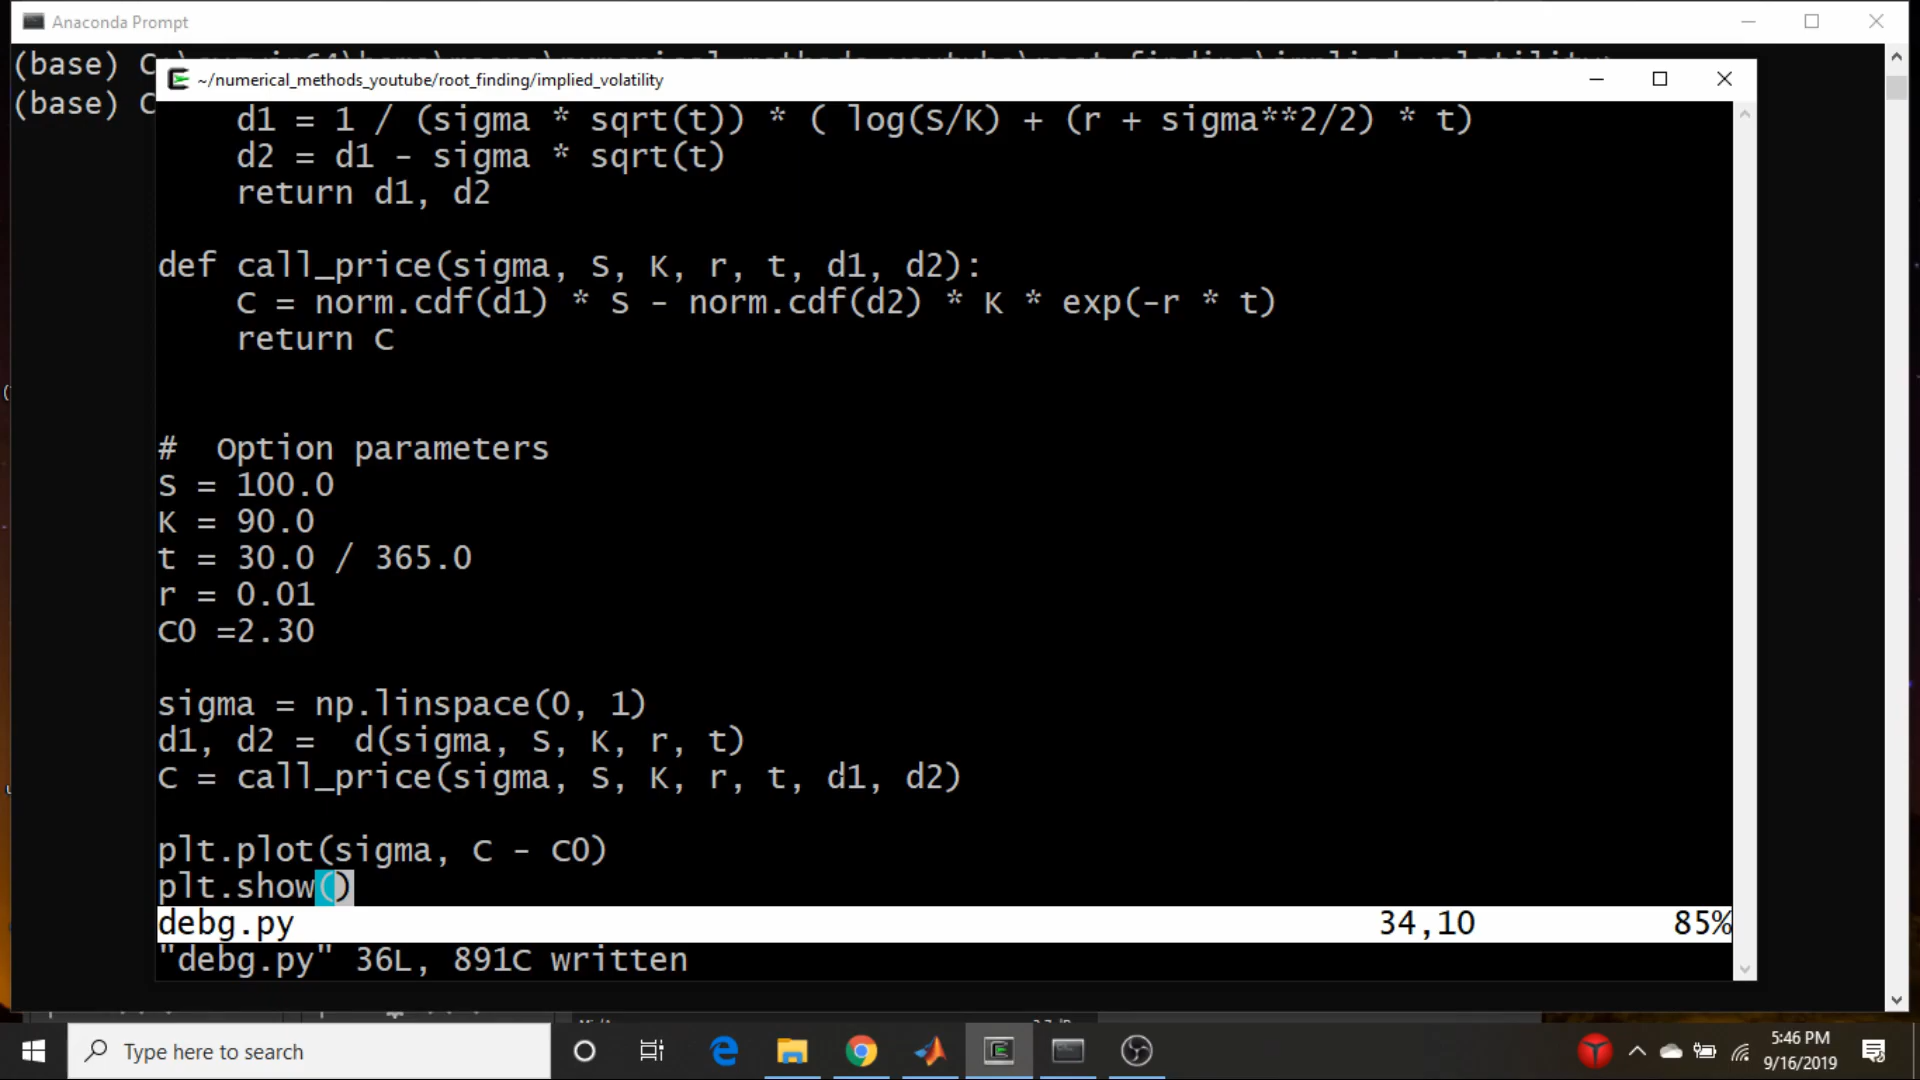 Anaconda Prompt
(base) C
~/numerical_methods_youtube/root_finding/implied_volatility
(base) C
    d1 = 1 / (sigma * sqrt(t)) * ( log(S/K) + (r + sigma**2/2) * t)
    d2 = d1 - sigma * sqrt(t)
    return d1, d2
def call_price(sigma, S, K, r, t, d1, d2):
    C = norm.cdf(d1) * S - norm.cdf(d2) * K * exp(-r * t)
    return C
#  Option parameters
S = 100.0
K = 90.0
t = 30.0 / 365.0
r = 0.01
C0 =2.30
sigma = np.linspace(0, 1)
d1, d2 =  d(sigma, S, K, r, t)
C = call_price(sigma, S, K, r, t, d1, d2)
plt.plot(sigma, C - C0)
plt.show()
debg.py 34,10 85%
"debg.py" 36L, 891C written
Type here to search
5:46 PM
9/16/2019